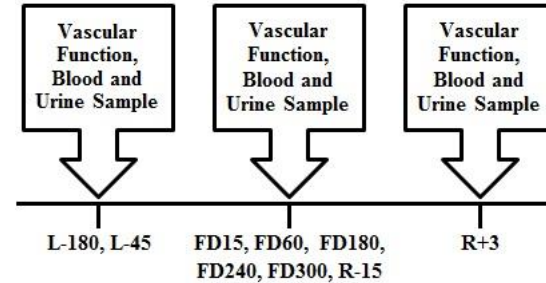 Vascular
Function,
Blood and
Urine Sample
Vascular
Function,
Blood and
Urine Sample
Vascular
Function,
Blood and
Urine Sample
L-180, L-45
FD15, FD60, FD180,
FD240, FD300, R-15
R+3